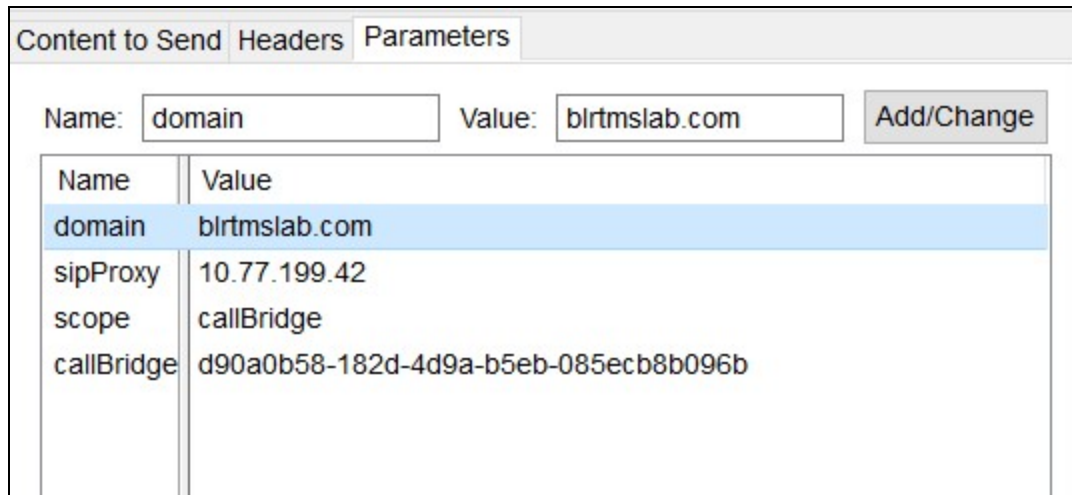 Content to Send Headers Parameters
Name: domain Value: blrtmslab.com Add/Change
Name Value
domain blrtmslab.com
sipProxy 10.77.199.42
scope callBridge
callBridge d90a0b58-182d-4d9a-b5eb-085ecb8b096b